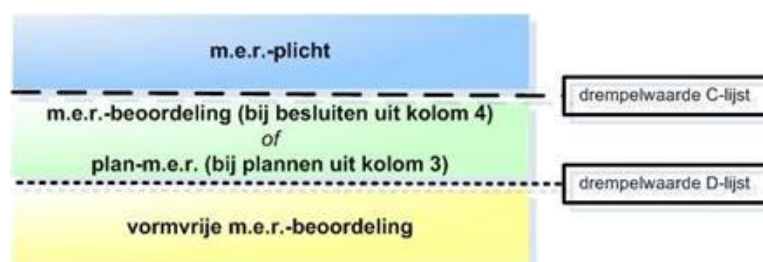 m.e.r.-plicht
drempelwaarde C-lijst
m.e.r.-beoordeling (bij besluiten uit kolom 4)
of
plan-m.e.r. (bij plannen uit kolom 3)
drempelwaarde D-lijst
vormvrije m.e.r.-beoordeling